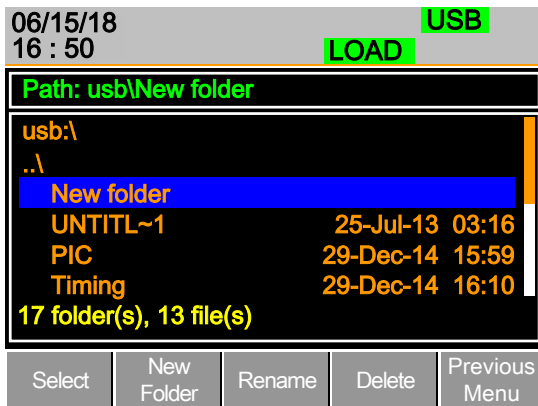 06/15/18 USB
16 : 50 LOAD
Path: usb\New folder
usb:\
..\
New folder
UNTITL~1 25-Jul-13 03:16
PIC 29-Dec-14 15:59
Timing 29-Dec-14 16:10
17 folder(s), 13 file(s)
Select New Folder Rename Delete Previous Menu